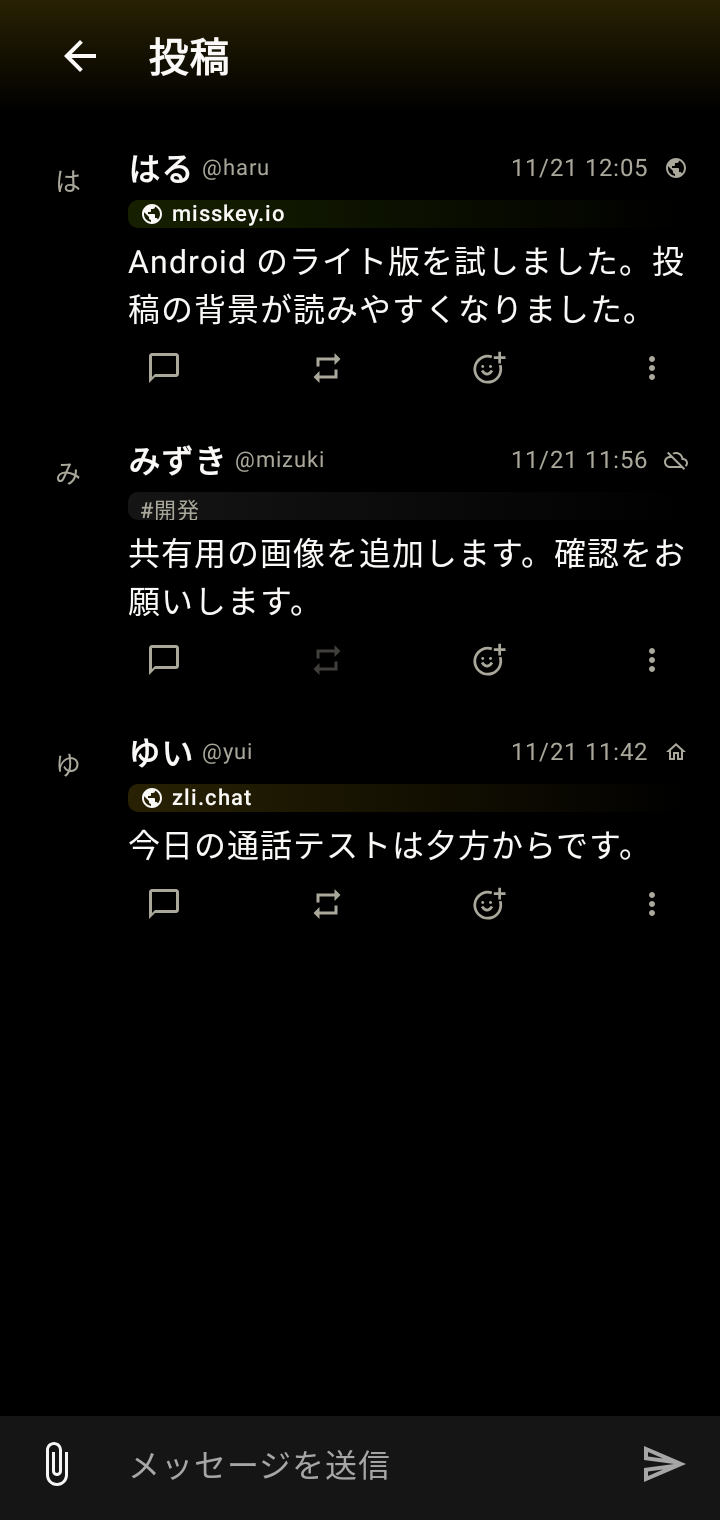 投稿
は
はる @haru 11/21 12:05
misskey.io
Android のライト版を試しました。投
稿の背景が読みやすくなりました。
み
みずき @mizuki 11/21 11:56
#開発
共有用の画像を追加します。確認をお
願いします。
ゆ
ゆい @yui 11/21 11:42
zli.chat
今日の通話テストは夕方からです。
メッセージを送信